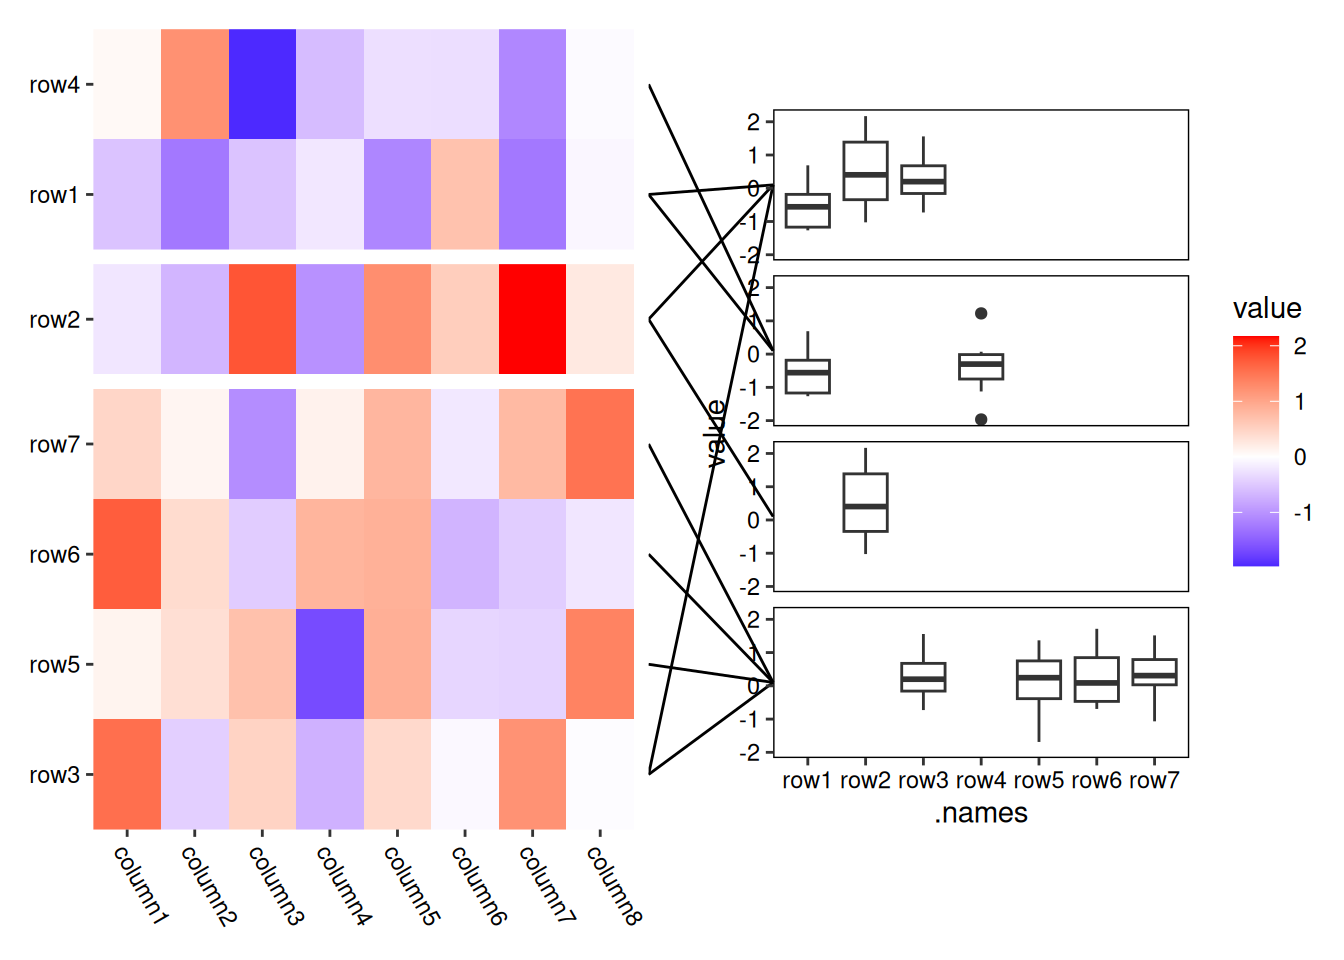 row4
row1
row2
row7
row6
row5
row3
column1
column2
column3
column4
column5
column6
column7
column8
value
2
1
0
-1
-2
2
1
0
-1
-2
2
1
0
-1
-2
2
1
0
-1
-2
row1 row2 row3 row4 row5 row6 row7
.names
value
2
1
0
-1